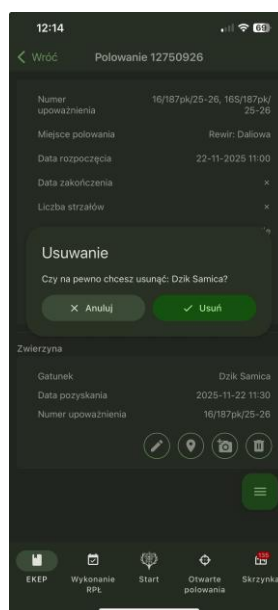 12:14
69
Wróć
Polowanie 12750926
Numer upoważnienia
16/187pk/25-26, 16S/187pk/25-26
Miejsce polowania
Rewir: Daliowa
Data rozpoczęcia
22-11-2025 11:00
Data zakończenia
×
Liczba strzałów
×
Usuwanie
Czy na pewno chcesz usunąć: Dzik Samica?
Anuluj
Usuń
Zwierzyna
Gatunek
Dzik Samica
Data pozyskania
2025-11-22 11:30
Numer upoważnienia
16/187pk/25-26
EKEP
Wykonanie RPŁ
Start
Otwarte polowania
Skrzynka